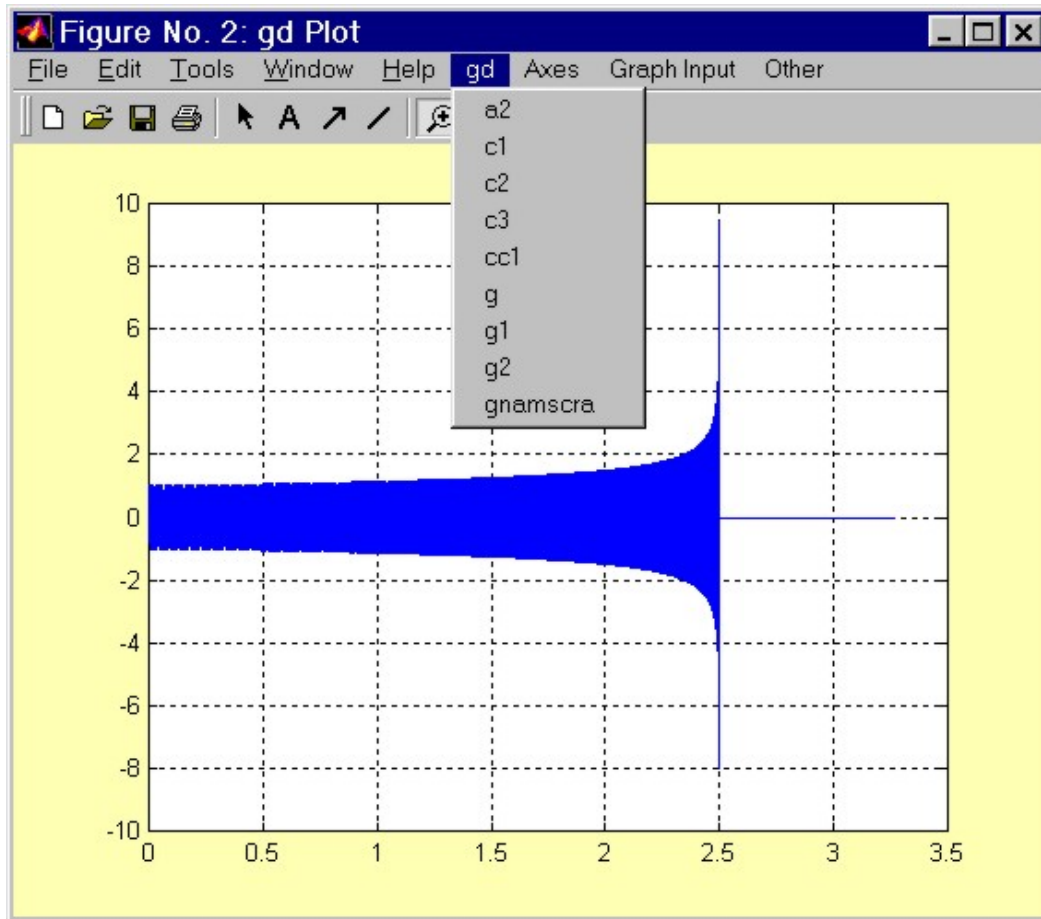 Figure No. 2: gd Plot
File Edit Tools Window Help gd Axes Graph Input Other
A
a2
c1
c2
c3
cc1
g
g1
g2
gnamscra
10
8
6
4
2
0
-2
-4
-6
-8
-10
0 0.5 1 1.5 2 2.5 3 3.5